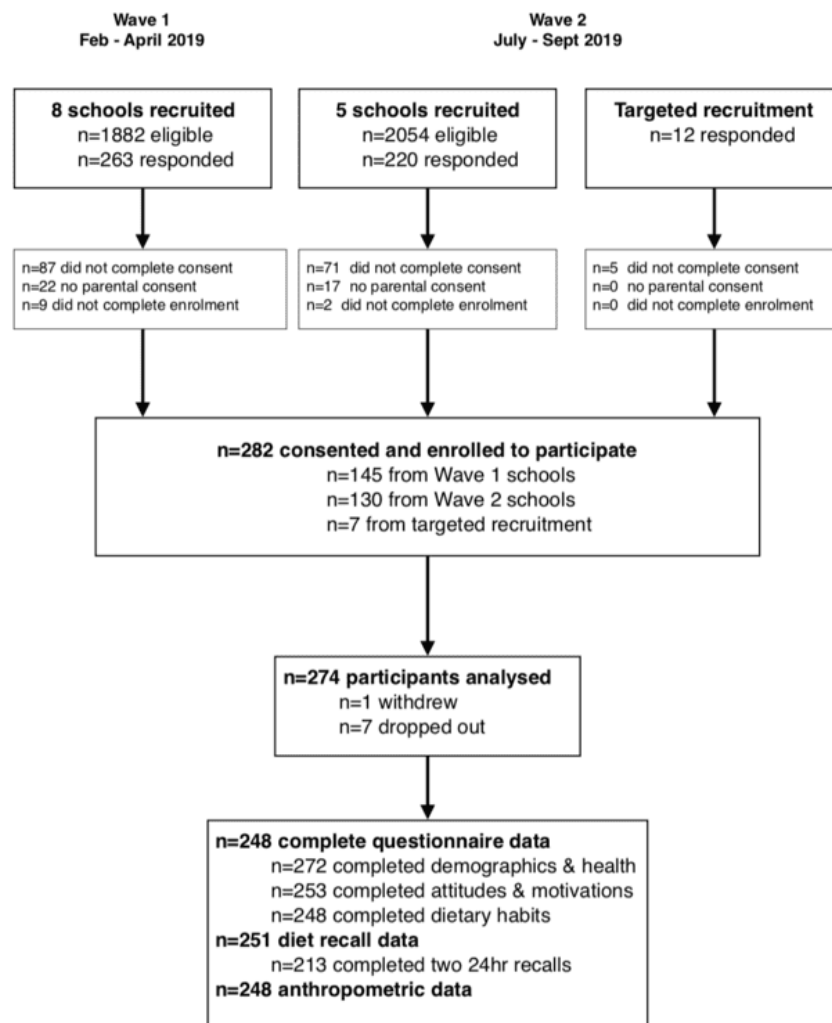 Wave 1
Feb - April 2019
Wave 2
July - Sept 2019
8 schools recruited
n=1882 eligible
n=263 responded
5 schools recruited
n=2054 eligible
n=220 responded
Targeted recruitment
n=12 responded
n=87 did not complete consent
n=22 no parental consent
n=9 did not complete enrolment
n=71 did not complete consent
n=17 no parental consent
n=2 did not complete enrolment
n=5 did not complete consent
n=0 no parental consent
n=0 did not complete enrolment
n=282 consented and enrolled to participate
n=145 from Wave 1 schools
n=130 from Wave 2 schools
n=7 from targeted recruitment
n=274 participants analysed
n=1 withdrew
n=7 dropped out
n=248 complete questionnaire data
n=272 completed demographics & health
n=253 completed attitudes & motivations
n=248 completed dietary habits
n=251 diet recall data
n=213 completed two 24hr recalls
n=248 anthropometric data